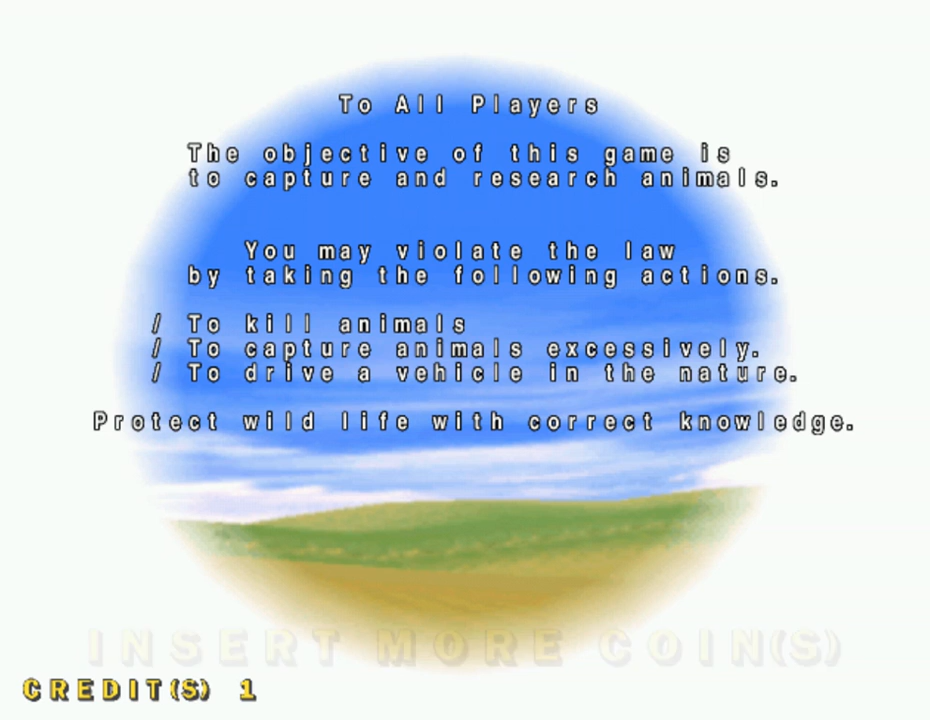 To All Players
The objective of this game is
to capture and research animals.
You may violate the law
by taking the following actions.
/ To kill animals
/ To capture animals excessively.
/ To drive a vehicle in the nature.
Protect wild life with correct knowledge.
INSERT MORE COIN(S)
CREDIT(S) 1